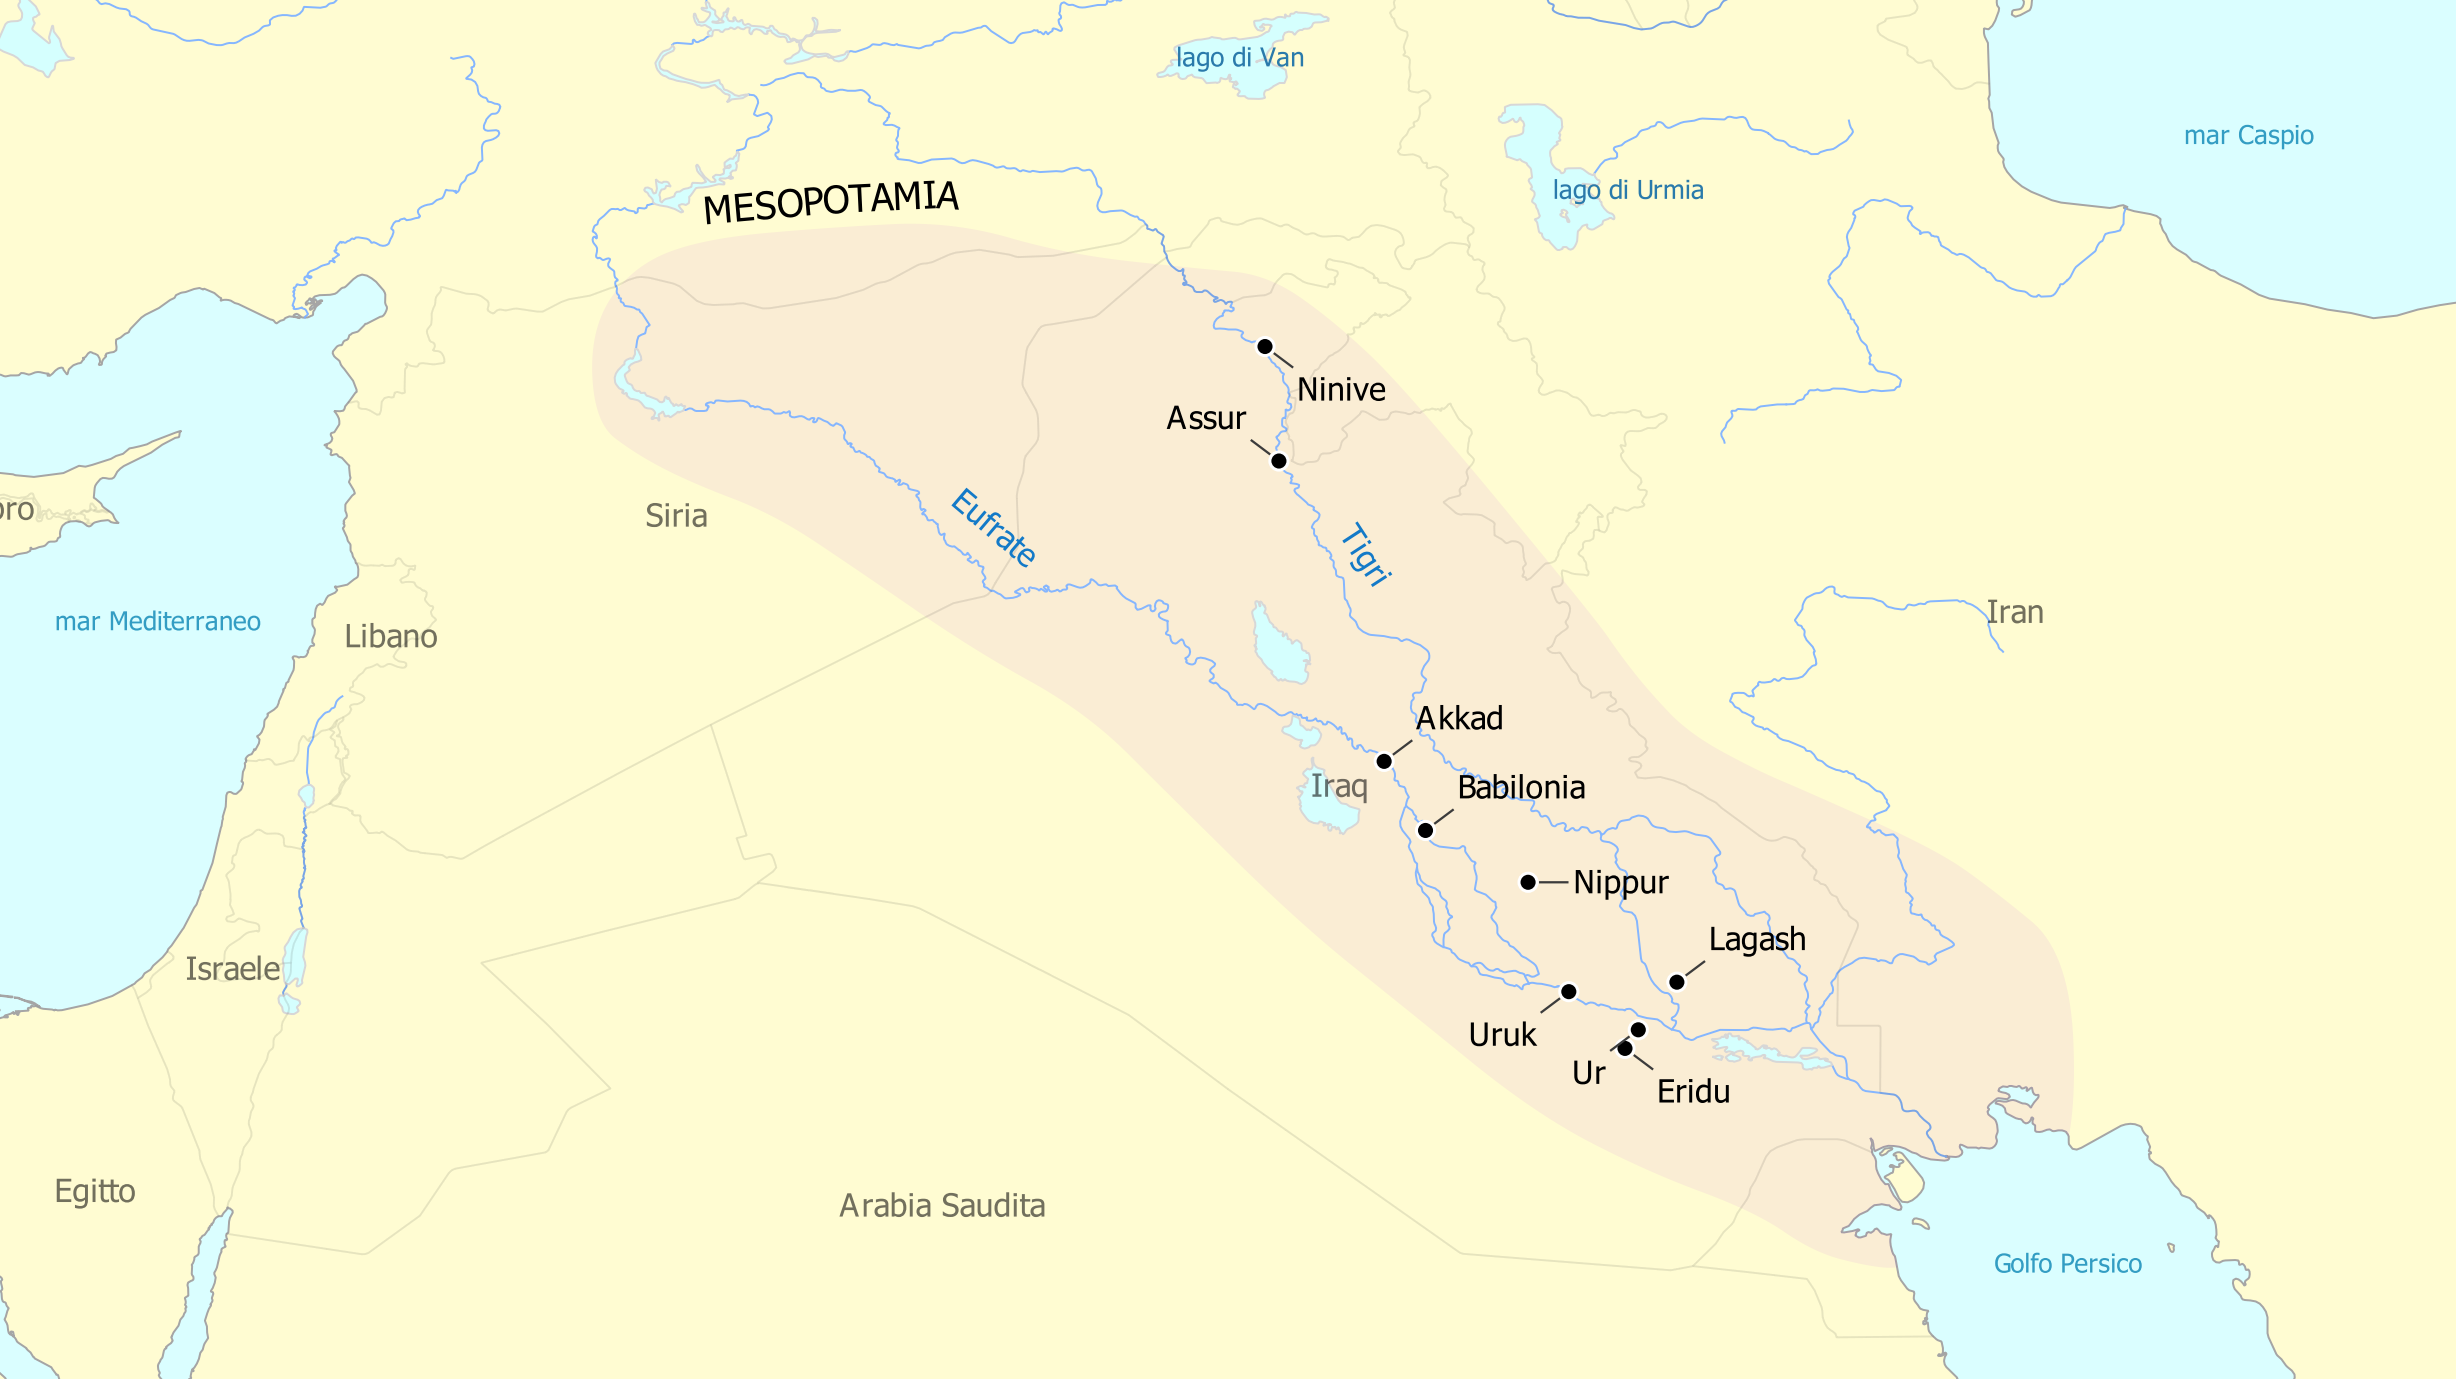 lago di Van
mar Caspio
lago di Urmia
MESOPOTAMIA
Ninive
Assur
Siria
Eufrate
Tigri
Iran
mar Mediterraneo
Libano
Akkad
Iraq
Babilonia
Nippur
Lagash
Israele
Uruk
Ur
Eridu
Egitto
Arabia Saudita
Golfo Persico